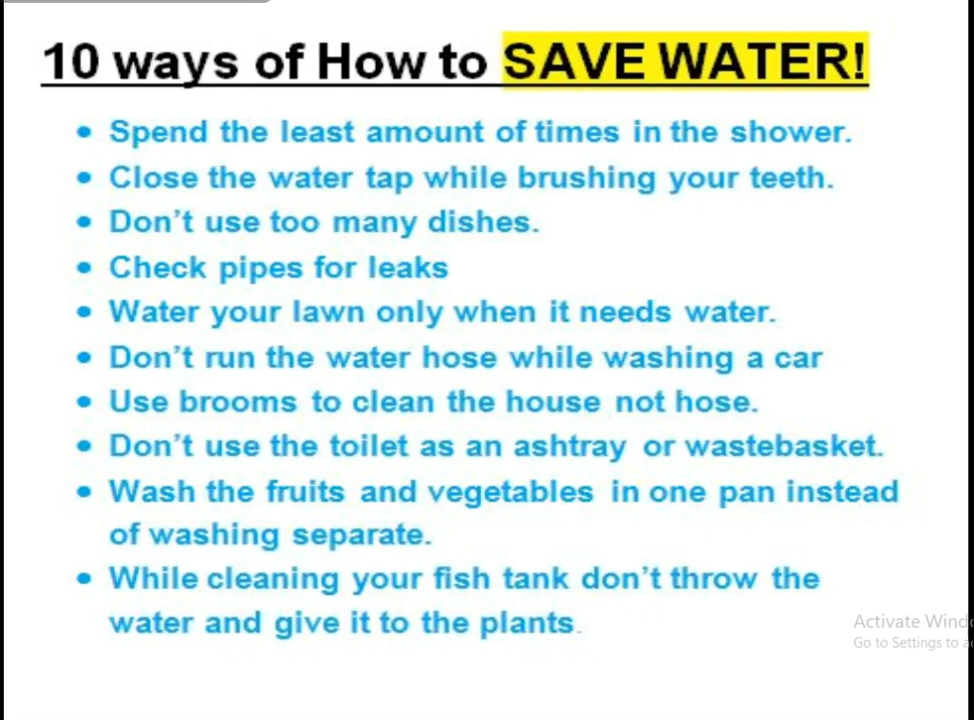 10 ways of How to SAVE WATER!
• Spend the least amount of times in the shower.
• Close the water tap while brushing your teeth.
• Don't use too many dishes.
• Check pipes for leaks
• Water your lawn only when it needs water.
• Don't run the water hose while washing a car
• Use brooms to clean the house not hose.
• Don't use the toilet as an ashtray or wastebasket.
• Wash the fruits and vegetables in one pan instead
of washing separate.
• While cleaning your fish tank don't throw the
water and give it to the plants.
Activate
Go to Settings to